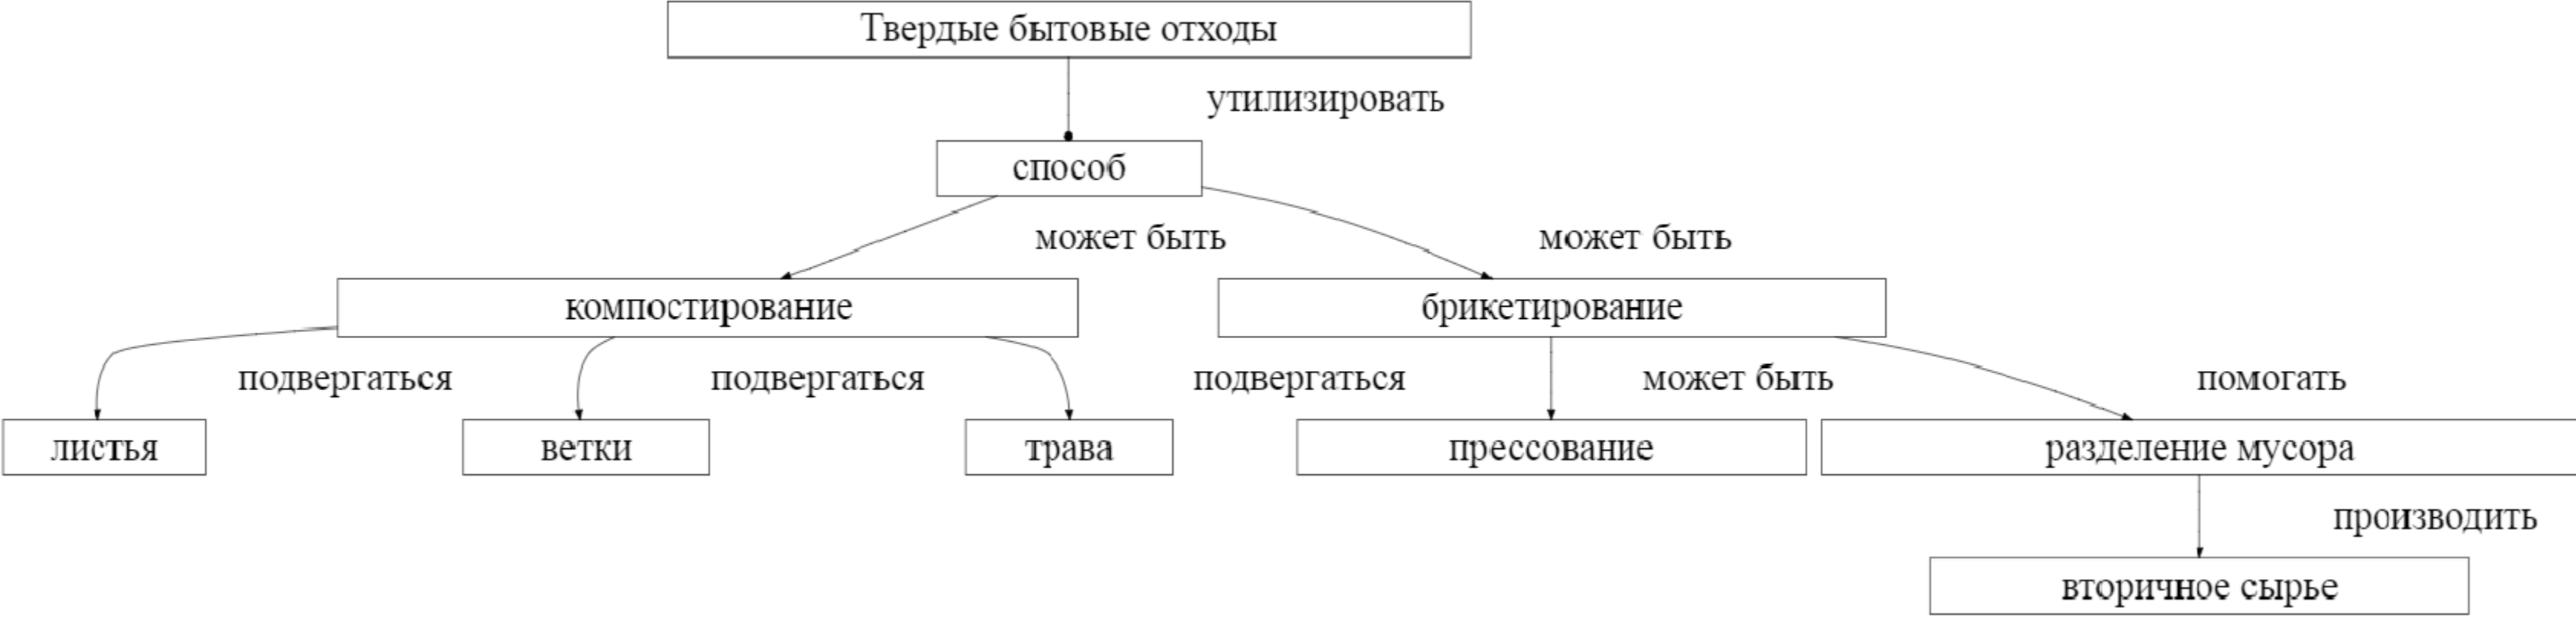 Твердые бытовые отходы
утилизировать
способ
может быть
может быть
компостирование
брикетирование
подвергаться
подвергаться
подвергаться
может быть
помогать
листья
ветки
трава
прессование
разделение мусора
производить
вторичное сырье